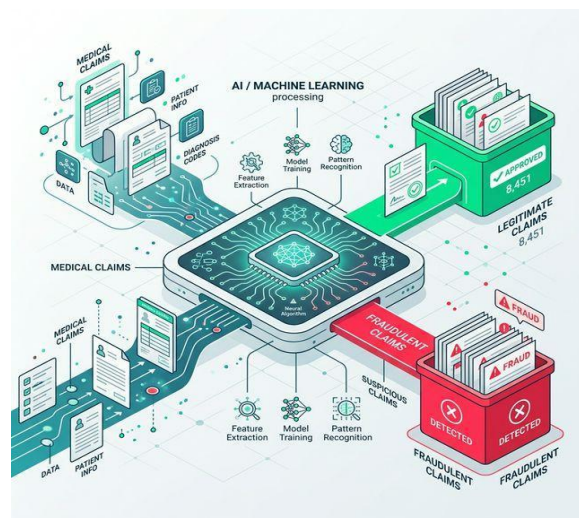 MEDICAL
CLAIMS
PATIENT
INFO
DIAGNOSIS
CODES
DATA
AI / MACHINE LEARNING
processing
Feature
Extraction
Model
Training
Pattern
Recognition
APPROVED
8,451
LEGITIMATE
CLAIMS
8,451
MEDICAL CLAIMS
Neural
Algorithm
MEDICAL
CLAIMS
DATA
PATIENT
INFO
FRAUDULENT
CLAIMS
SUSPICIOUS
CLAIMS
Feature
Extraction
Model
Training
Pattern
Recognition
FRAUD
FRAUD
DETECTED
DETECTED
FRAUDULENT
CLAIMS
FRAUDULENT
CLAIMS